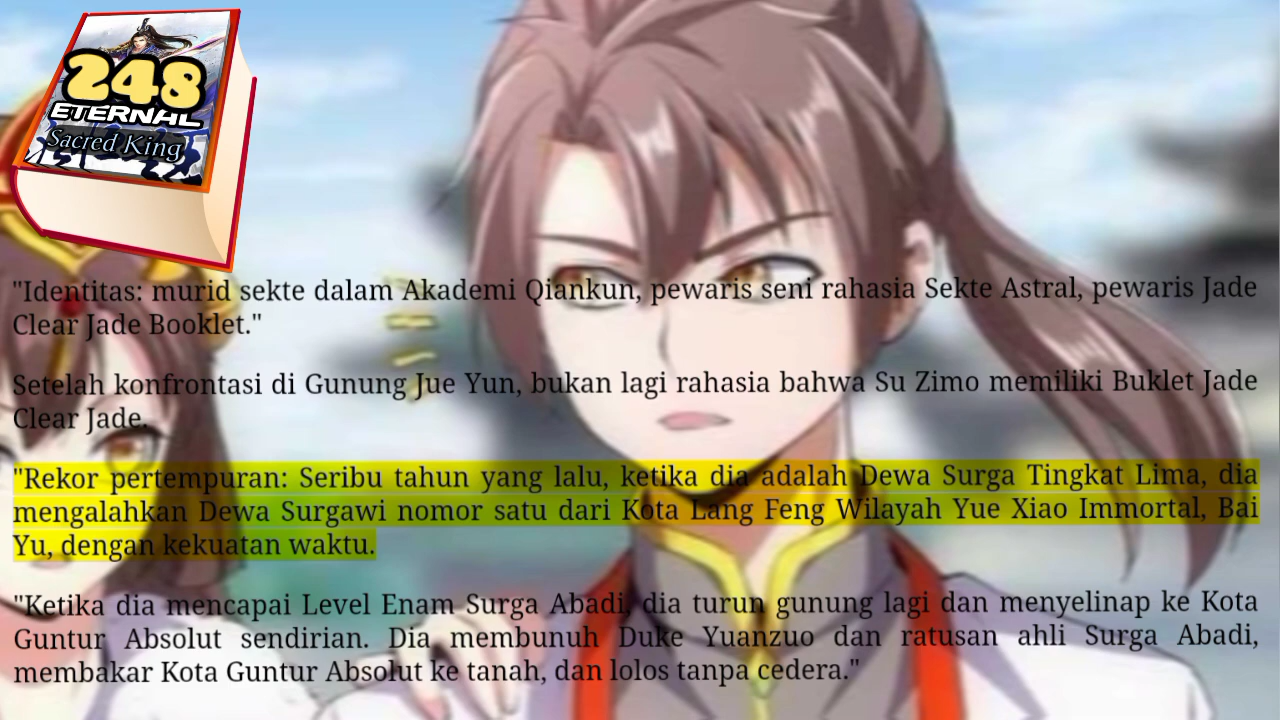 248
ETERNAL
Sacred King
"Identitas: murid sekte dalam Akademi Qiankun, pewaris seni rahasia Sekte Astral, pewaris Jade
Clear Jade Booklet."
Setelah konfrontasi di Gunung Jue Yun, bukan lagi rahasia bahwa Su Zimo memiliki Buklet Jade
Clear Jade.
"Rekor pertempuran: Seribu tahun yang lalu, ketika dia adalah Dewa Surga Tingkat Lima, dia
mengalahkan Dewa Surgawi nomor satu dari Kota Lang Feng Wilayah Yue Xiao Immortal, Bai
Yu, dengan kekuatan waktu.
"Ketika dia mencapai Level Enam Surga Abadi, dia turun gunung lagi dan menyelinap ke Kota
Guntur Absolut sendirian. Dia membunuh Duke Yuanzuo dan ratusan ahli Surga Abadi,
membakar Kota Guntur Absolut ke tanah, dan lolos tanpa cedera."